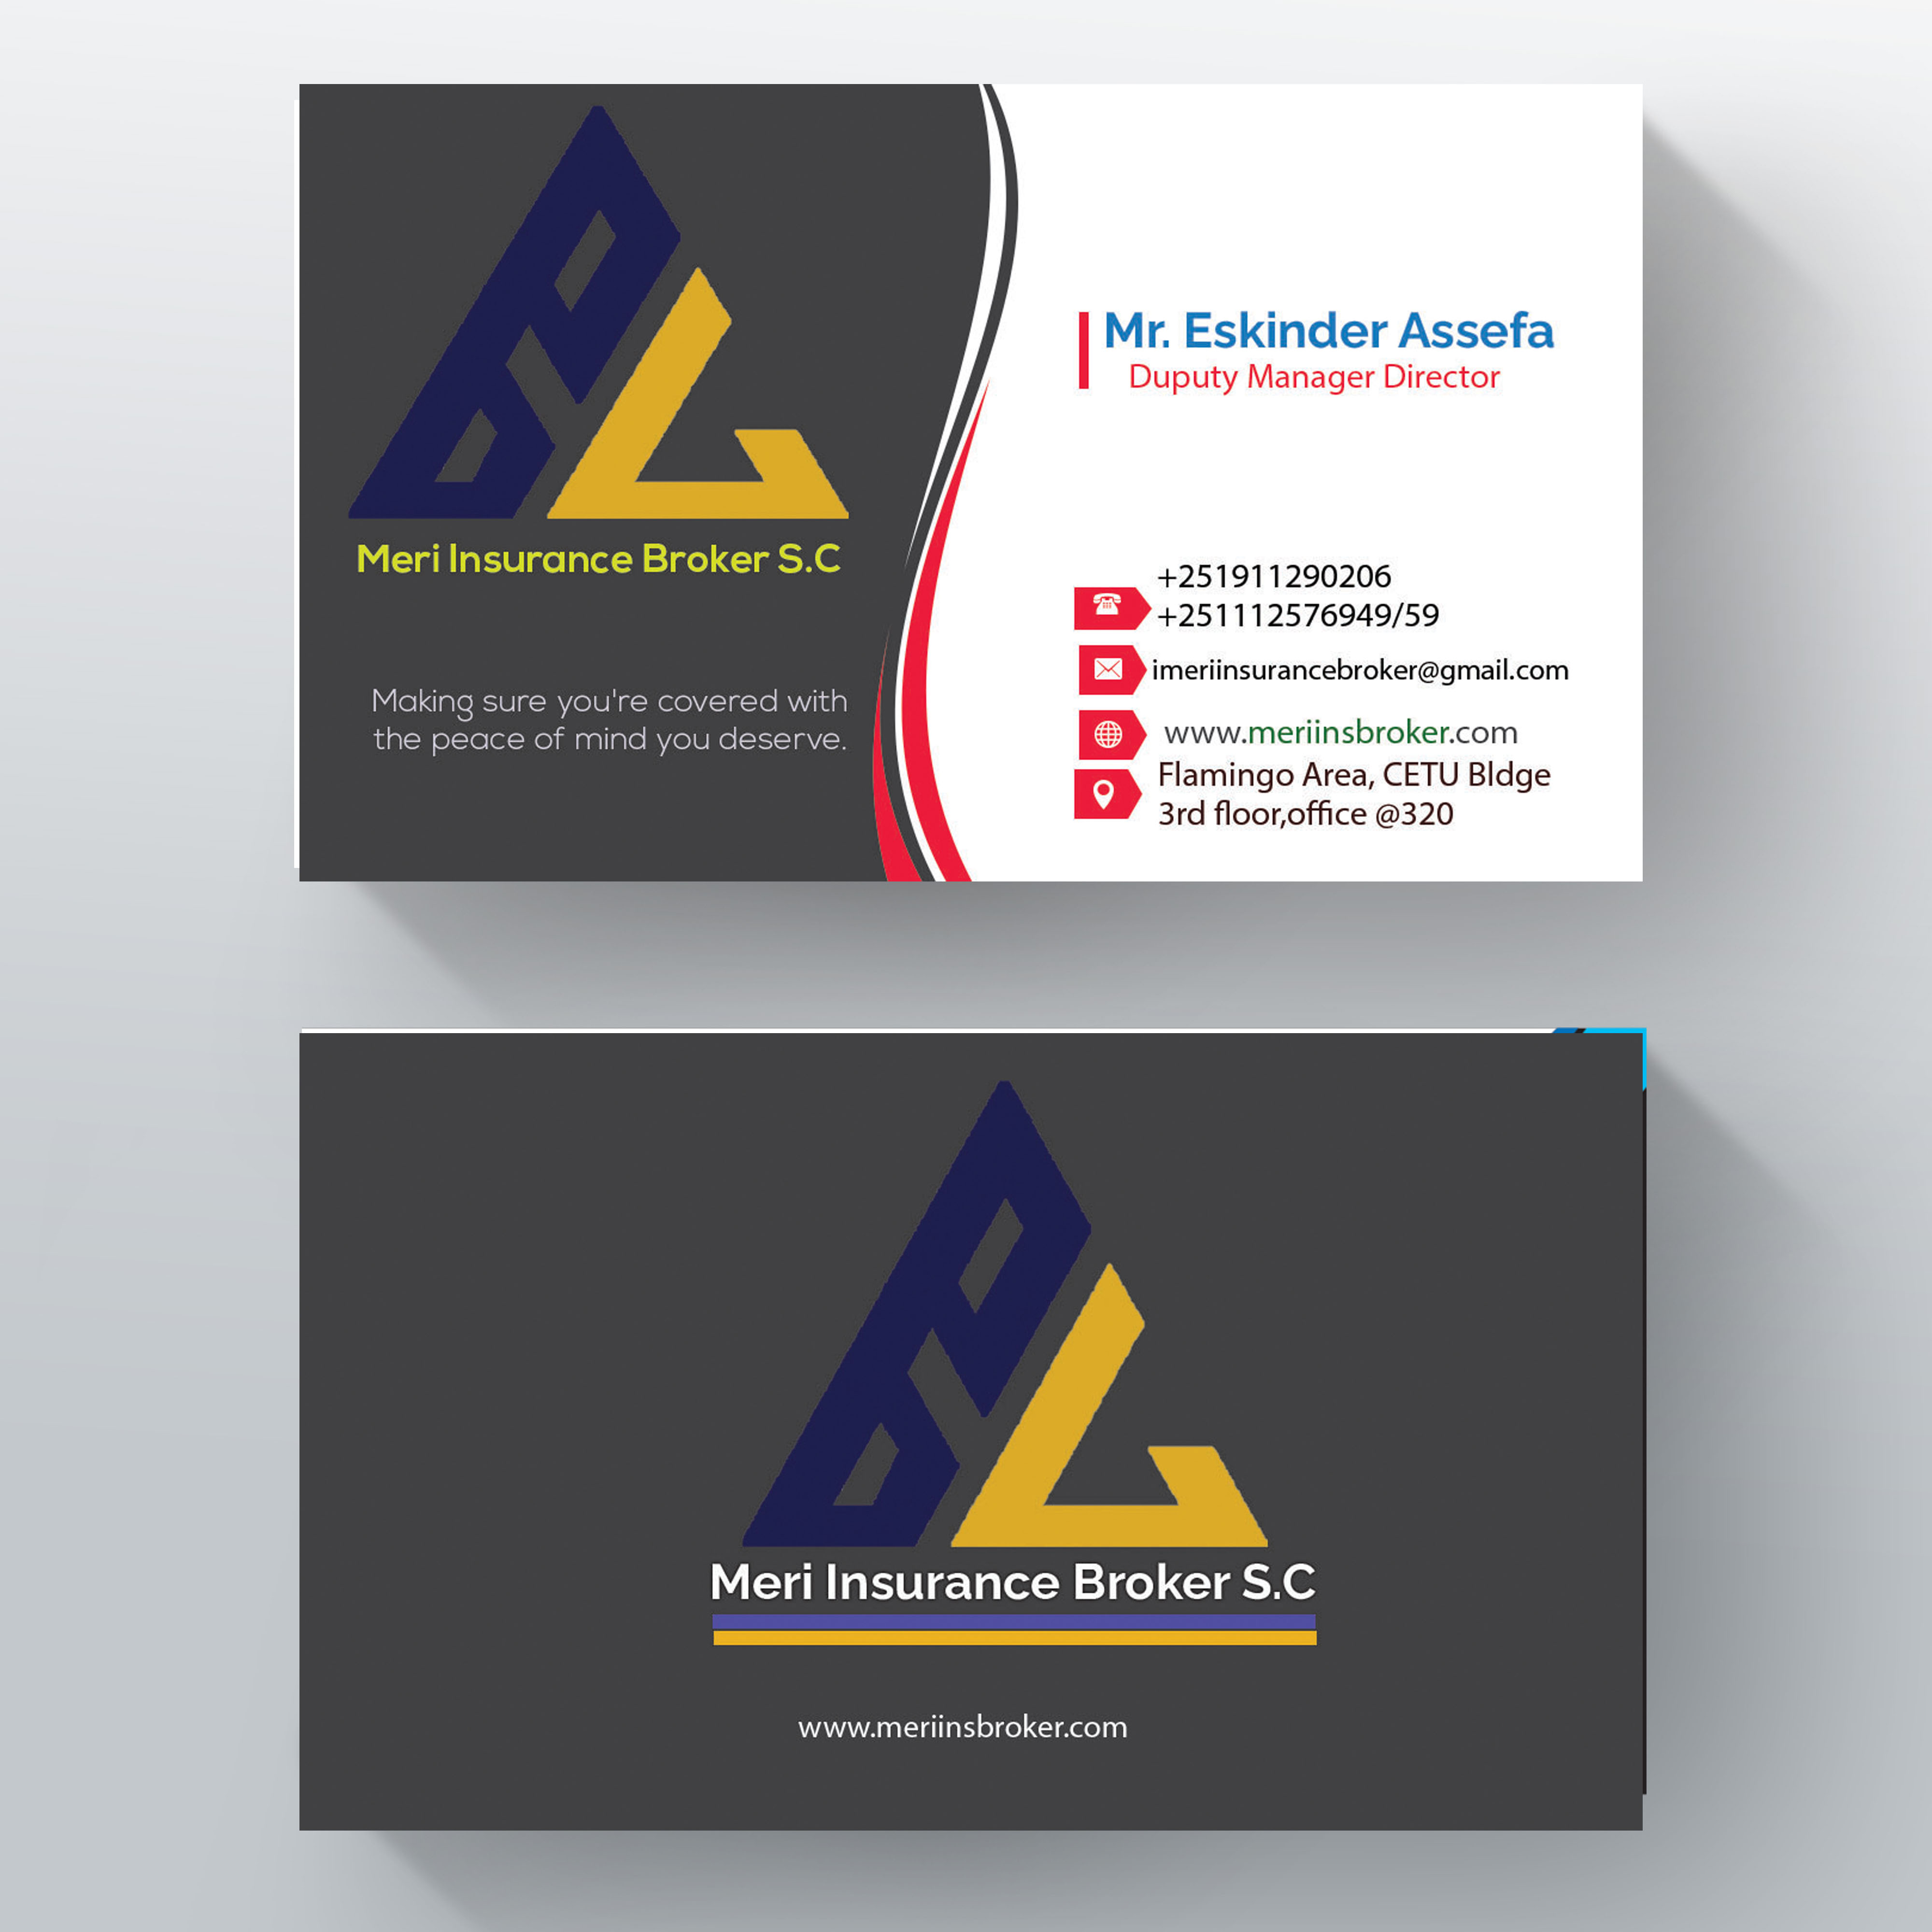 Meri Insurance Broker S.C
Making sure you're covered with
the peace of mind you deserve.
Mr. Eskinder Assefa
Duputy Manager Director
+251911290206
+251112576949/59
imeriinsurancebroker@gmail.com
www.meriinsbroker.com
Flamingo Area, CETU Bldge
3rd floor,office @320
Meri Insurance Broker S.C
www.meriinsbroker.com